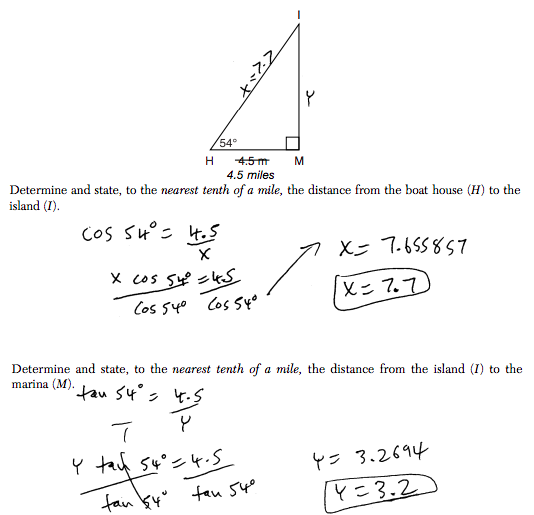 I
x = 7.7
Y
54°
H 4.5 m M
4.5 miles
Determine and state, to the nearest tenth of a mile, the distance from the boat house (H) to the
island (I).
cos 54° = 4.5
x
x = 7.655857
x cos 54° = 4.5
cos 54° cos 54°
x = 7.7
Determine and state, to the nearest tenth of a mile, the distance from the island (I) to the
marina (M).
tan 54° = 4.5
1 Y
Y tan 54° = 4.5
tan 54° tan 54°
Y = 3.2694
Y = 3.2